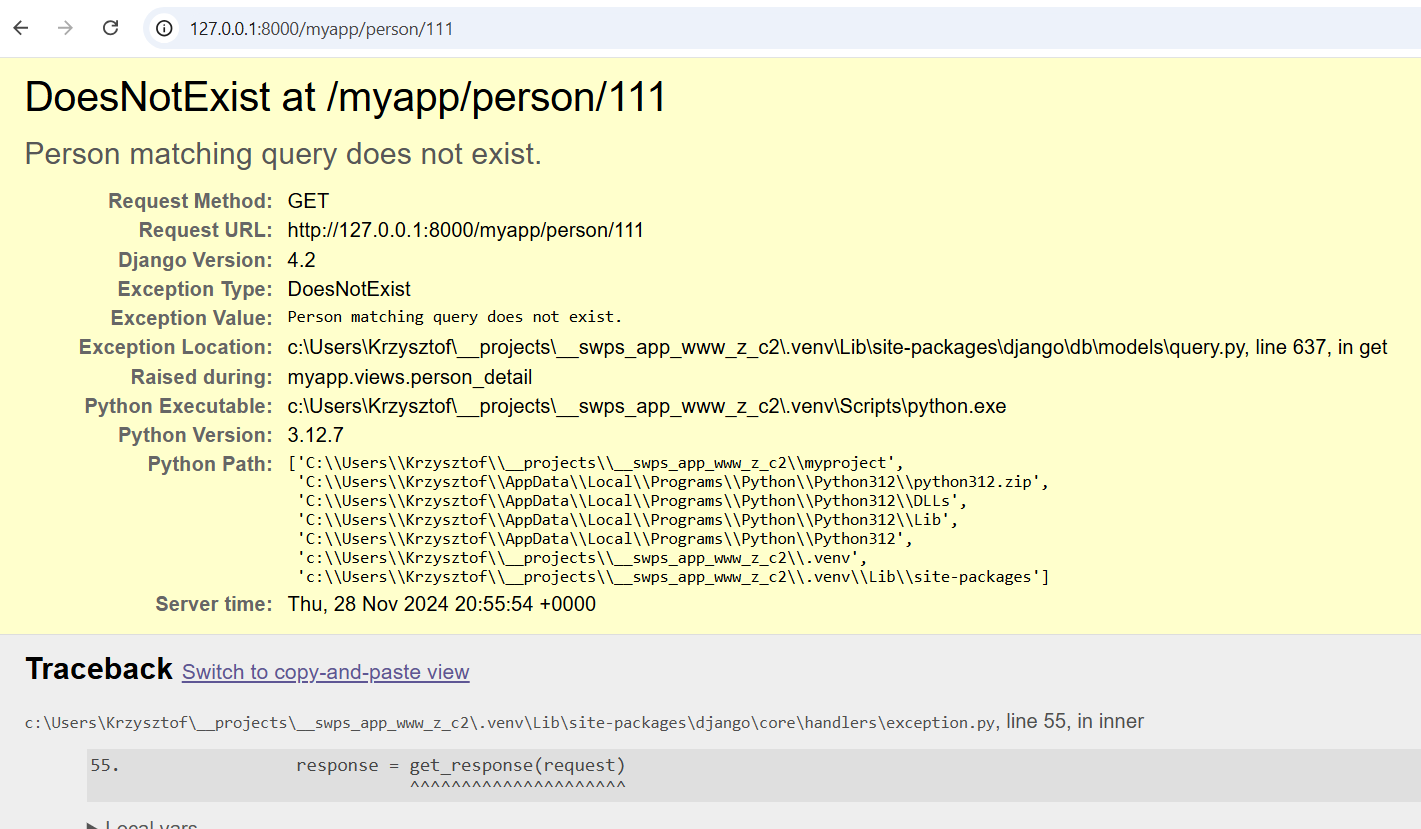 127.0.0.1:8000/myapp/person/111
DoesNotExist at /myapp/person/111
Person matching query does not exist.
Request Method: GET
Request URL: http://127.0.0.1:8000/myapp/person/111
Django Version: 4.2
Exception Type: DoesNotExist
Exception Value: Person matching query does not exist.
Exception Location: c:\Users\Krzysztof\__projects\__swps_app_www_z_c2\.venv\Lib\site-packages\django\db\models\query.py, line 637, in get
Raised during: myapp.views.person_detail
Python Executable: c:\Users\Krzysztof\__projects\__swps_app_www_z_c2\.venv\Scripts\python.exe
Python Version: 3.12.7
Python Path: ['C:\\Users\\Krzysztof\\__projects\\__swps_app_www_z_c2\\myproject',
'C:\\Users\\Krzysztof\\AppData\\Local\\Programs\\Python\\Python312\\python312.zip',
'C:\\Users\\Krzysztof\\AppData\\Local\\Programs\\Python\\Python312\\DLLs',
'C:\\Users\\Krzysztof\\AppData\\Local\\Programs\\Python\\Python312\\Lib',
'C:\\Users\\Krzysztof\\AppData\\Local\\Programs\\Python\\Python312',
'c:\\Users\\Krzysztof\\__projects\\__swps_app_www_z_c2\\.venv',
'c:\\Users\\Krzysztof\\__projects\\__swps_app_www_z_c2\\.venv\\Lib\\site-packages']
Server time: Thu, 28 Nov 2024 20:55:54 +0000
Traceback Switch to copy-and-paste view
c:\Users\Krzysztof\__projects\__swps_app_www_z_c2\.venv\Lib\site-packages\django\core\handlers\exception.py, line 55, in inner
55. response = get_response(request)
^^^^^^^^^^^^^^^^^^^^^
Local vars